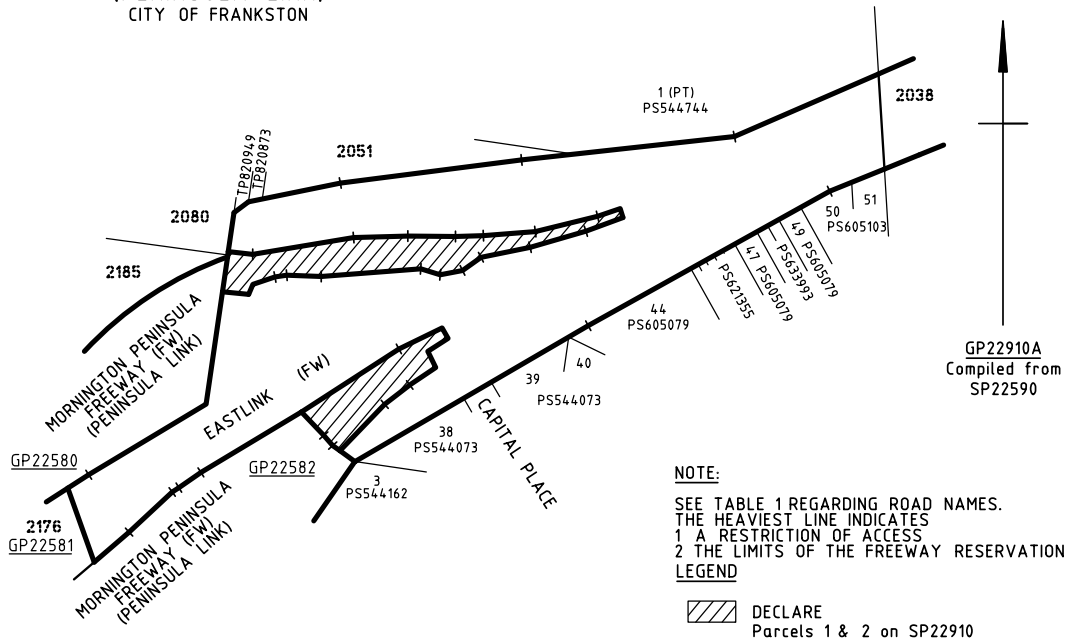 CITY OF FRANKSTON
1 (PT)
PS544744
2038
TP820949
TP820873
2051
2080
2185
50
51
PS605103
49 PS605079
PS633993
47 PS605079
PS621355
44
PS605079
GP22910A
Compiled from
SP22590
MORNINGTON PENINSULA
FREEWAY (FW)
(PENINSULA LINK)
EASTLINK (FW)
40
39
PS544073
38
PS544073
CAPITAL PLACE
GP22580
GP22582
3
PS544162
2176
GP22581
MORNINGTON PENINSULA
FREEWAY (FW)
(PENINSULA LINK)
NOTE:
SEE TABLE 1 REGARDING ROAD NAMES.
THE HEAVIEST LINE INDICATES
1 A RESTRICTION OF ACCESS
2 THE LIMITS OF THE FREEWAY RESERVATION
LEGEND
DECLARE
Parcels 1 & 2 on SP22910